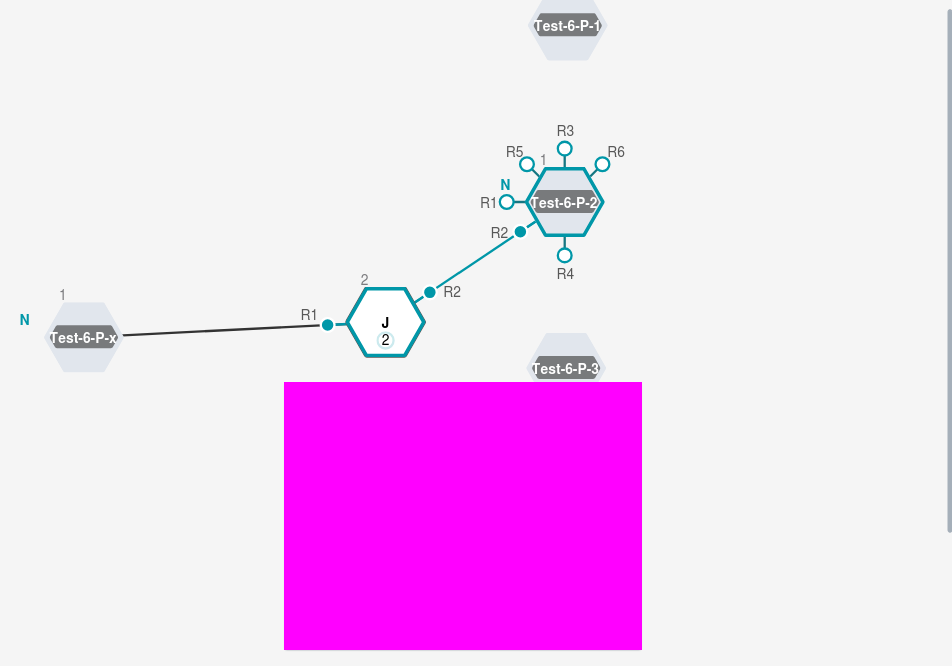 Test-6-P-1
R3
R5
1
R6
N
R1
Test-6-P-2
R2
R4
2
R2
1
R1
N
J
Test-6-P-x
2
Test-6-P-3